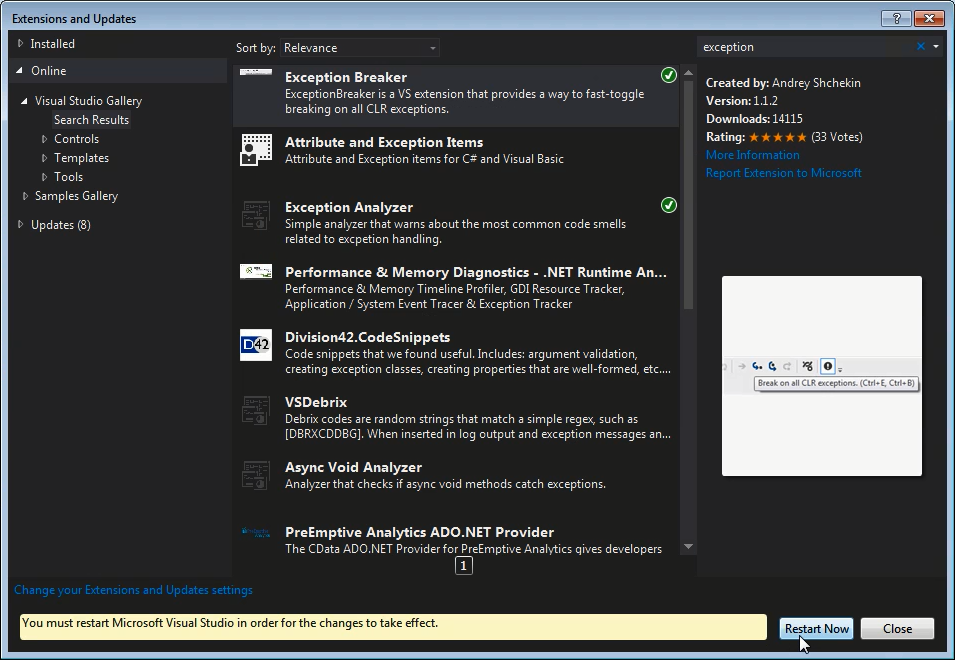 Extensions and Updates
Installed
Online
Visual Studio Gallery
Search Results
Controls
Templates
Tools
Samples Gallery
Updates (8)
Sort by: Relevance
Exception Breaker
ExceptionBreaker is a VS extension that provides a way to fast-toggle
breaking on all CLR exceptions.
Attribute and Exception Items
Attribute and Exception items for C# and Visual Basic
Exception Analyzer
Simple analyzer that warns about the most common code smells
related to excpetion handling.
Performance & Memory Diagnostics - .NET Runtime An...
Performance & Memory Timeline Profiler, GDI Resource Tracker,
Application / System Event Tracer & Exception Tracker
D42
Division42.CodeSnippets
Code snippets that we found useful. Includes: argument validation,
creating exception classes, creating properties that are well-formed, etc....
VSDebrix
Debrix codes are random strings that match a simple regex, such as
[DBRXCDDBG]. When inserted in log output and exception messages an...
Async Void Analyzer
Analyzer that checks if async void methods catch exceptions.
PreEmptive Analytics ADO.NET Provider
The CData ADO.NET Provider for PreEmptive Analytics gives developers
1
exception
Created by: Andrey Shchekin
Version: 1.1.2
Downloads: 14115
Rating: ★★★★★ (33 Votes)
More Information
Report Extension to Microsoft
Break on all CLR exceptions. (Ctrl+E, Ctrl+B)
Change your Extensions and Updates settings
You must restart Microsoft Visual Studio in order for the changes to take effect.
Restart Now
Close